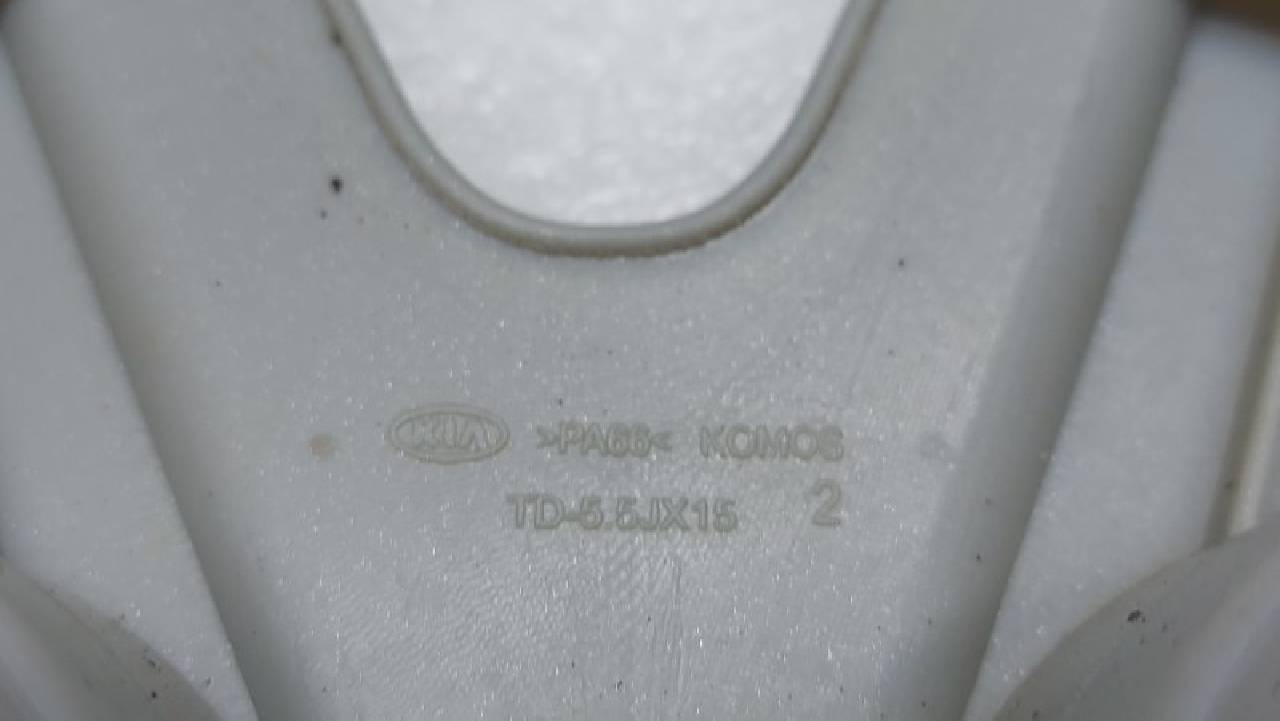 KIA >PA66< KOMOS
TD-5.5JX15 2